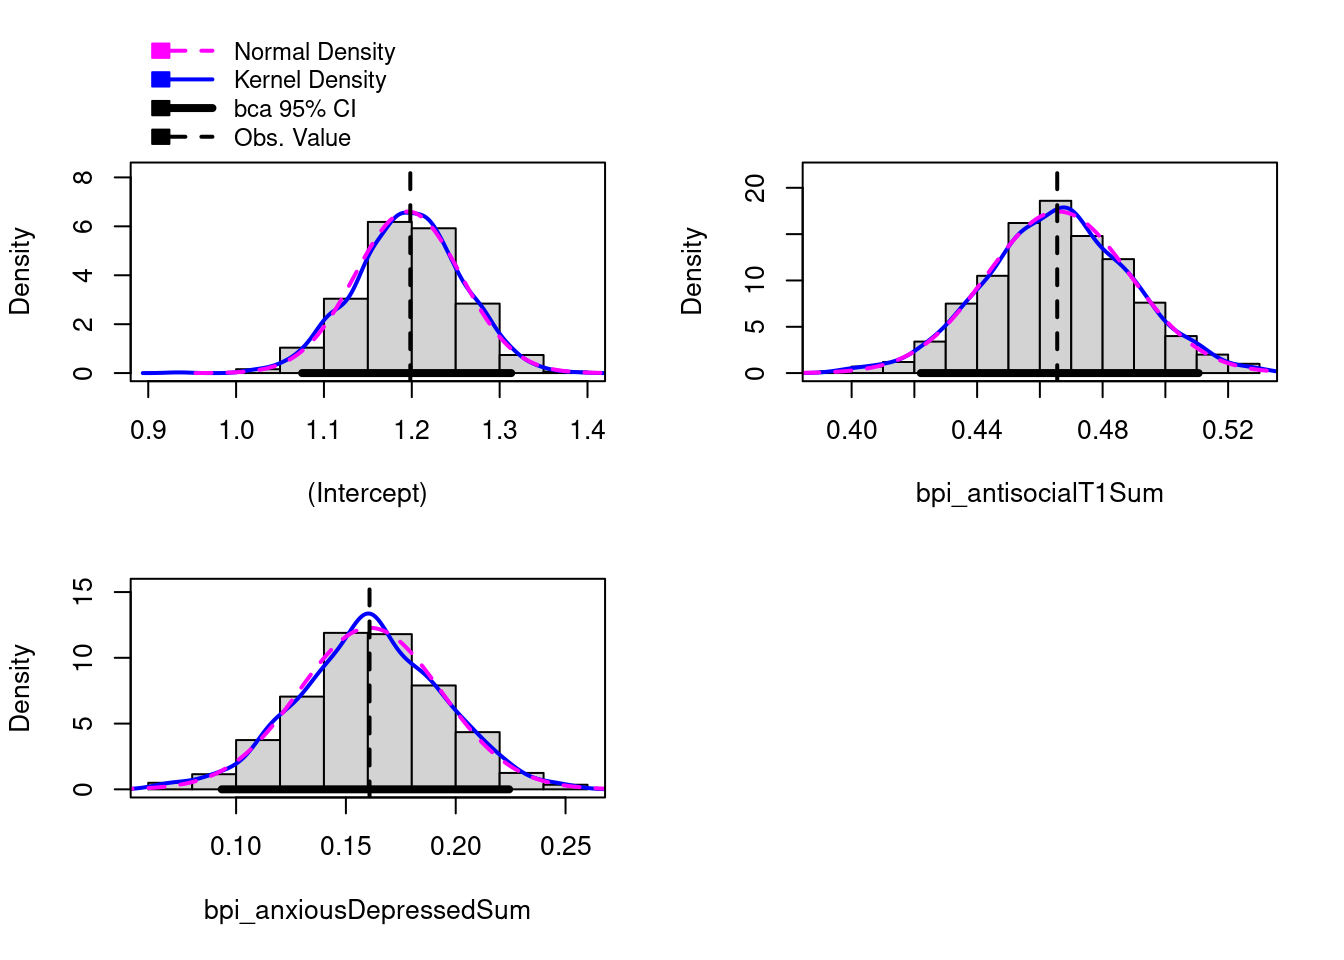 Normal Density
Kernel Density
bca 95% CI
Obs. Value
Density
0 2 4 6 8
0.9 1.0 1.1 1.2 1.3 1.4
(Intercept)
Density
0 5 10 20
0.40 0.44 0.48 0.52
bpi_antisocialT1Sum
Density
0 5 10 15
0.10 0.15 0.20 0.25
bpi_anxiousDepressedSum